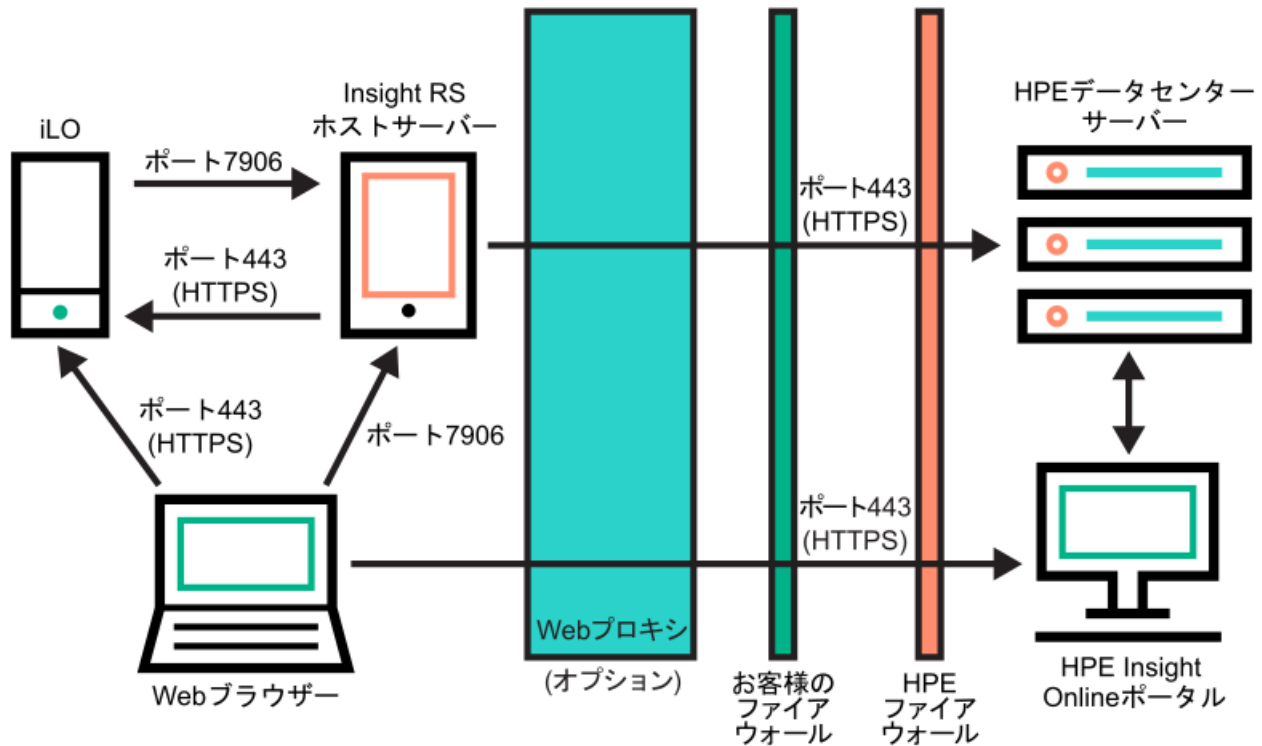 iLO
Insight RS
ホストサーバー
HPEデータセンター
サーバー
ポート7906
ポート443
(HTTPS)
ポート443
(HTTPS)
ポート443
(HTTPS)
ポート7906
ポート443
(HTTPS)
Webプロキシ
(オプション)
お客様の
ファイア
ウォール
HPE
ファイア
ウォール
Webブラウザー
HPE Insight
Onlineポータル